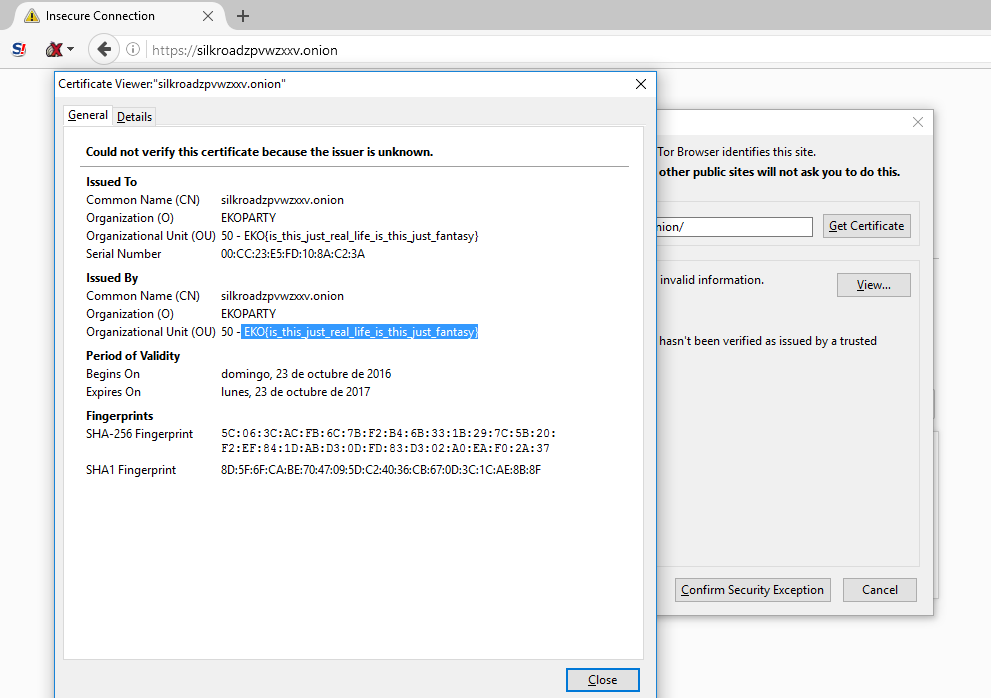 Insecure Connection
S!
https://silkroadzpvwzxxv.onion
Certificate Viewer:"silkroadzpvwzxxv.onion"
General Details
Could not verify this certificate because the issuer is unknown.
Issued To
Common Name (CN) silkroadzpvwzxxv.onion
Organization (O) EKOPARTY
Organizational Unit (OU) 50 - EKO{is_this_just_real_life_is_this_just_fantasy}
Serial Number 00:CC:23:E5:FD:10:8A:C2:3A
Issued By
Common Name (CN) silkroadzpvwzxxv.onion
Organization (O) EKOPARTY
Organizational Unit (OU) 50 - EKO{is_this_just_real_life_is_this_just_fantasy}
Period of Validity
Begins On domingo, 23 de octubre de 2016
Expires On lunes, 23 de octubre de 2017
Fingerprints
SHA-256 Fingerprint 5C:06:3C:AC:FB:6C:7B:F2:B4:6B:33:1B:29:7C:5B:20:
F2:EF:84:1D:AB:D3:0D:FD:83:D3:02:A0:EA:F0:2A:37
SHA1 Fingerprint 8D:5F:6F:CA:BE:70:47:09:5D:C2:40:36:CB:67:0D:3C:1C:AE:8B:8F
Close
Tor Browser identifies this site.
other public sites will not ask you to do this.
nion/ Get Certificate
invalid information.
View...
hasn't been verified as issued by a trusted
Confirm Security Exception Cancel